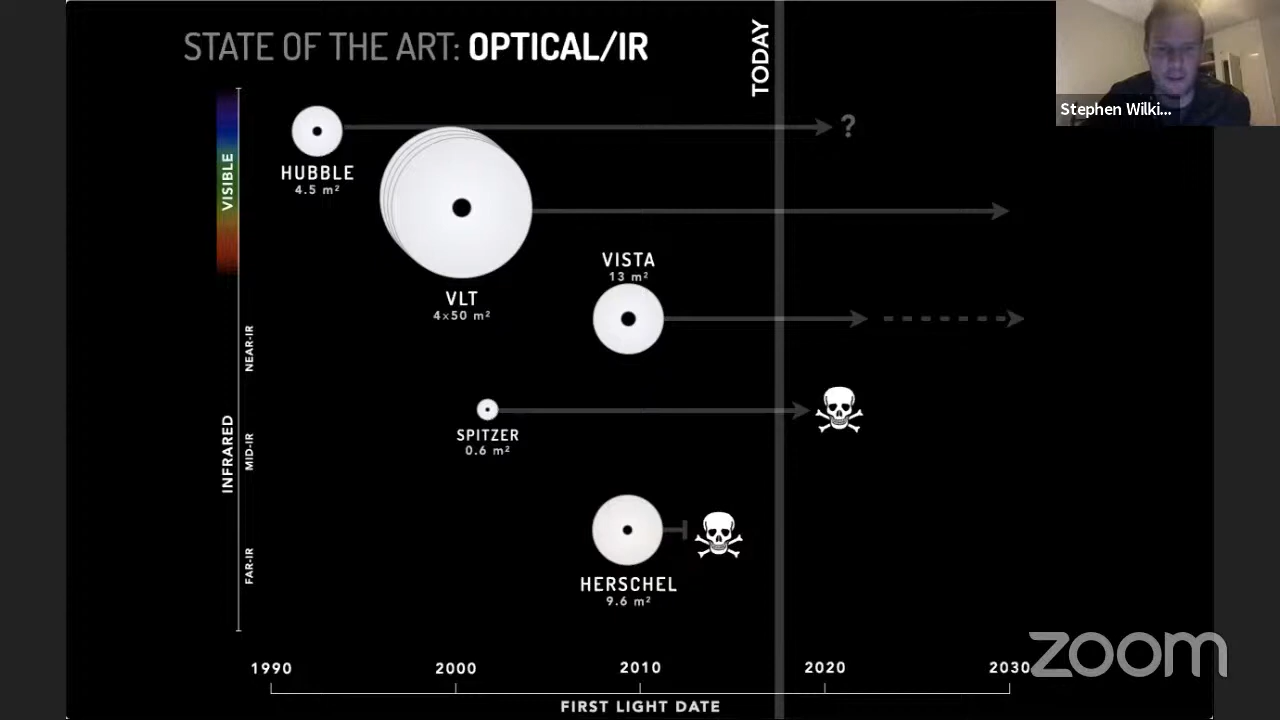 STATE OF THE ART: OPTICAL/IR
TODAY
Stephen Wilki...
VISIBLE
HUBBLE
4.5 m²
?
VLT
4×50 m²
VISTA
13 m²
NEAR-IR
INFRARED
MID-IR
SPITZER
0.6 m²
FAR-IR
HERSCHEL
9.6 m²
1990 2000 2010 2020 2030
FIRST LIGHT DATE
zoom